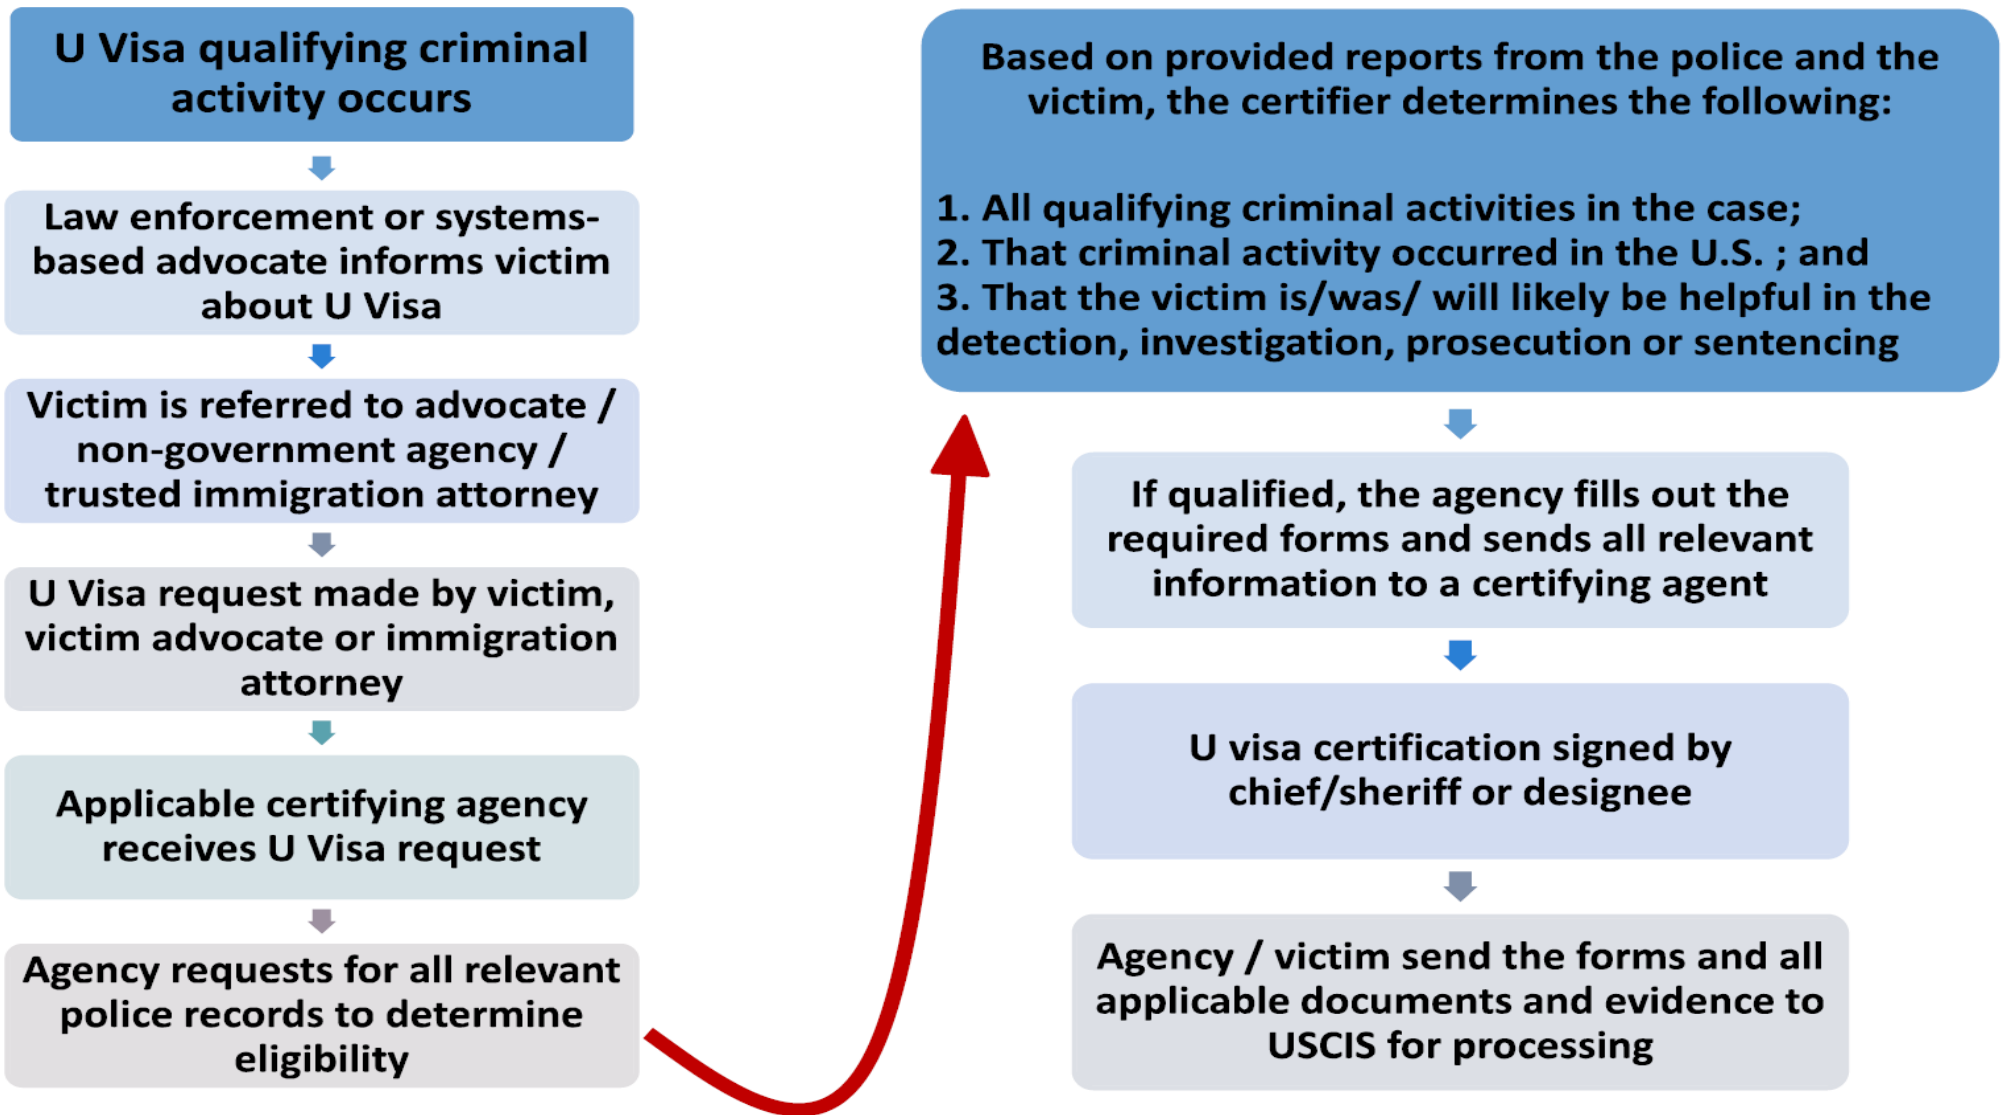 U Visa qualifying criminal
activity occurs
Law enforcement or systems-
based advocate informs victim
about U Visa
Victim is referred to advocate /
non-government agency /
trusted immigration attorney
U Visa request made by victim,
victim advocate or immigration
attorney
Applicable certifying agency
receives U Visa request
Agency requests for all relevant
police records to determine
eligibility
Based on provided reports from the police and the
victim, the certifier determines the following:
1. All qualifying criminal activities in the case;
2. That criminal activity occurred in the U.S. ; and
3. That the victim is/was/ will likely be helpful in the
detection, investigation, prosecution or sentencing
If qualified, the agency fills out the
required forms and sends all relevant
information to a certifying agent
U visa certification signed by
chief/sheriff or designee
Agency / victim send the forms and all
applicable documents and evidence to
USCIS for processing